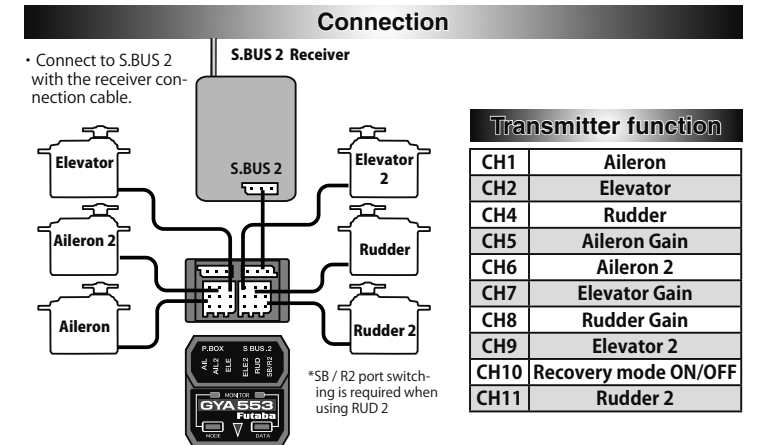 Connection
・Connect to S.BUS 2
with the receiver con-
nection cable.
S.BUS 2 Receiver
S.BUS 2
Elevator
Aileron 2
Aileron
Elevator
2
Rudder
Rudder 2
P.BOX S BUS.2
AIL
AIL2
ELE
ELE2
RUD
SB/R2
MONITOR
GYA553
Futaba
MODE DATA
*SB / R2 port switch-
ing is required when
using RUD 2
Transmitter function
CH1 Aileron
CH2 Elevator
CH4 Rudder
CH5 Aileron Gain
CH6 Aileron 2
CH7 Elevator Gain
CH8 Rudder Gain
CH9 Elevator 2
CH10 Recovery mode ON/OFF
CH11 Rudder 2